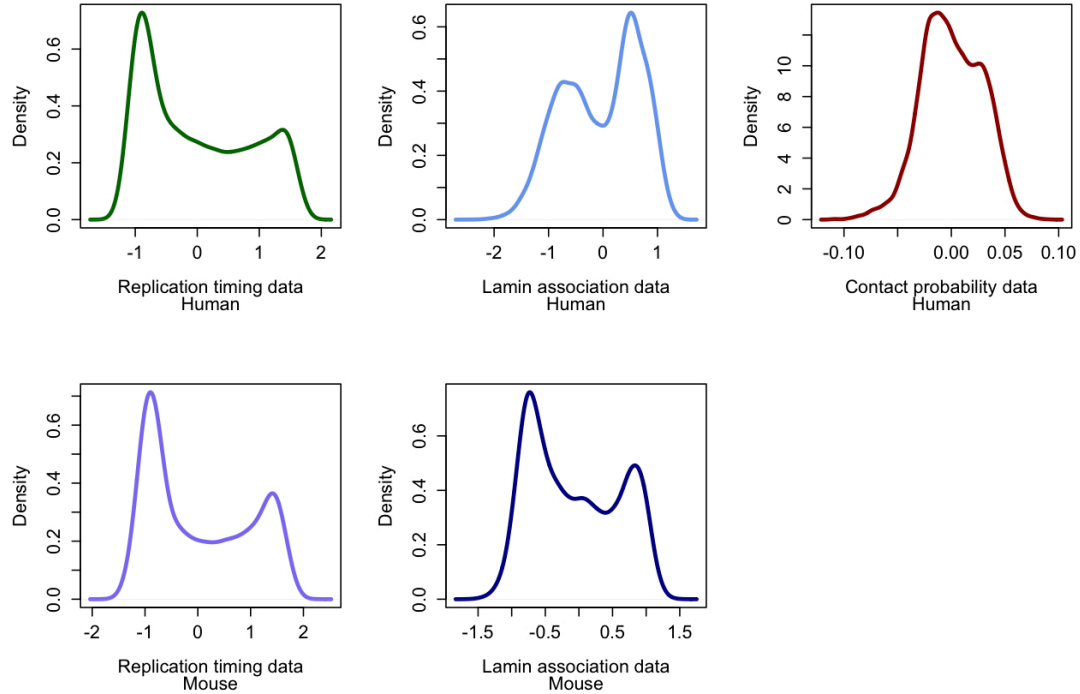 Density
0.0 0.2 0.4 0.6
-1 0 1 2
Replication timing data
Human
Density
0.0 0.2 0.4 0.6
-2 -1 0 1
Lamin association data
Human
Density
0 2 4 6 8 10
-0.10 0.00 0.05 0.10
Contact probability data
Human
Density
0.0 0.2 0.4 0.6
-2 -1 0 1 2
Replication timing data
Mouse
Density
0.0 0.2 0.4 0.6
-1.5 -0.5 0.5 1.5
Lamin association data
Mouse